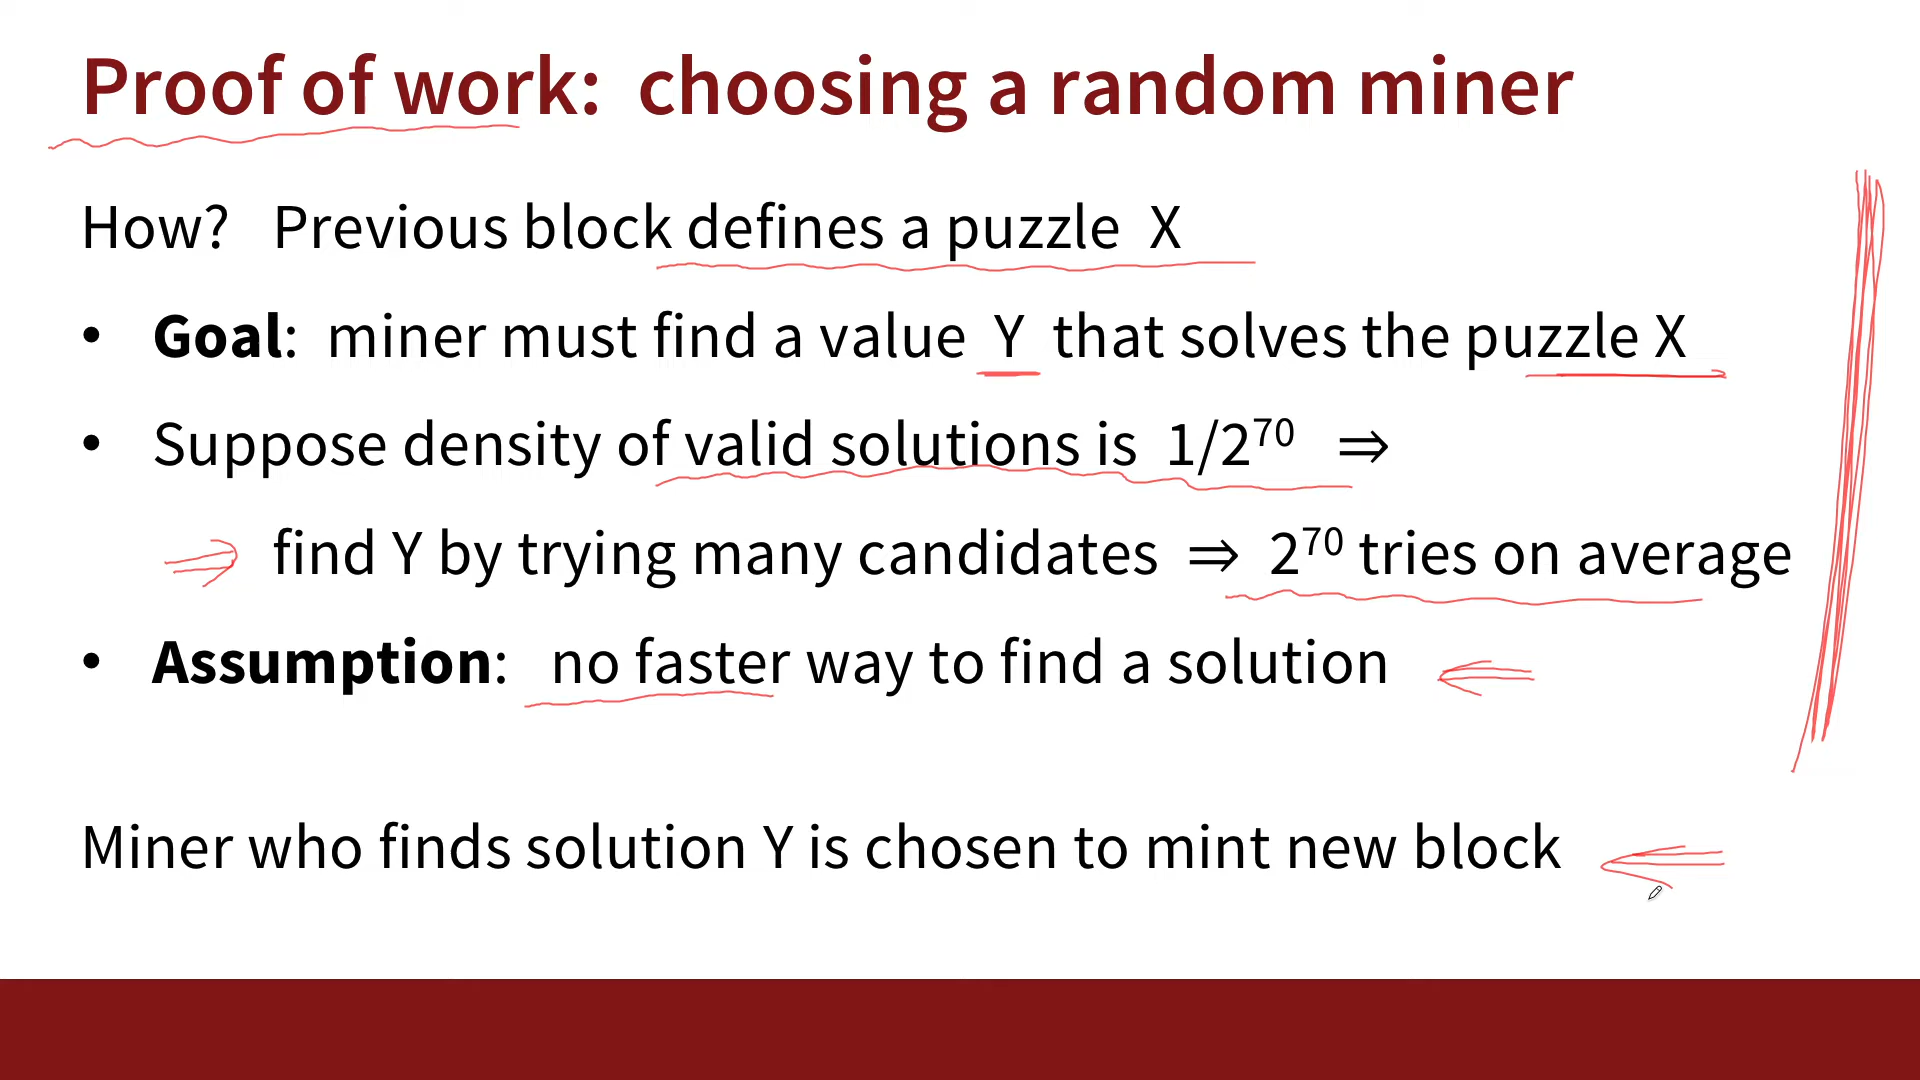 Proof of work: choosing a random miner
How? Previous block defines a puzzle X
• Goal: miner must find a value Y that solves the puzzle X
• Suppose density of valid solutions is 1/2⁷⁰ ⇒
find Y by trying many candidates ⇒ 2⁷⁰ tries on average
• Assumption: no faster way to find a solution
Miner who finds solution Y is chosen to mint new block